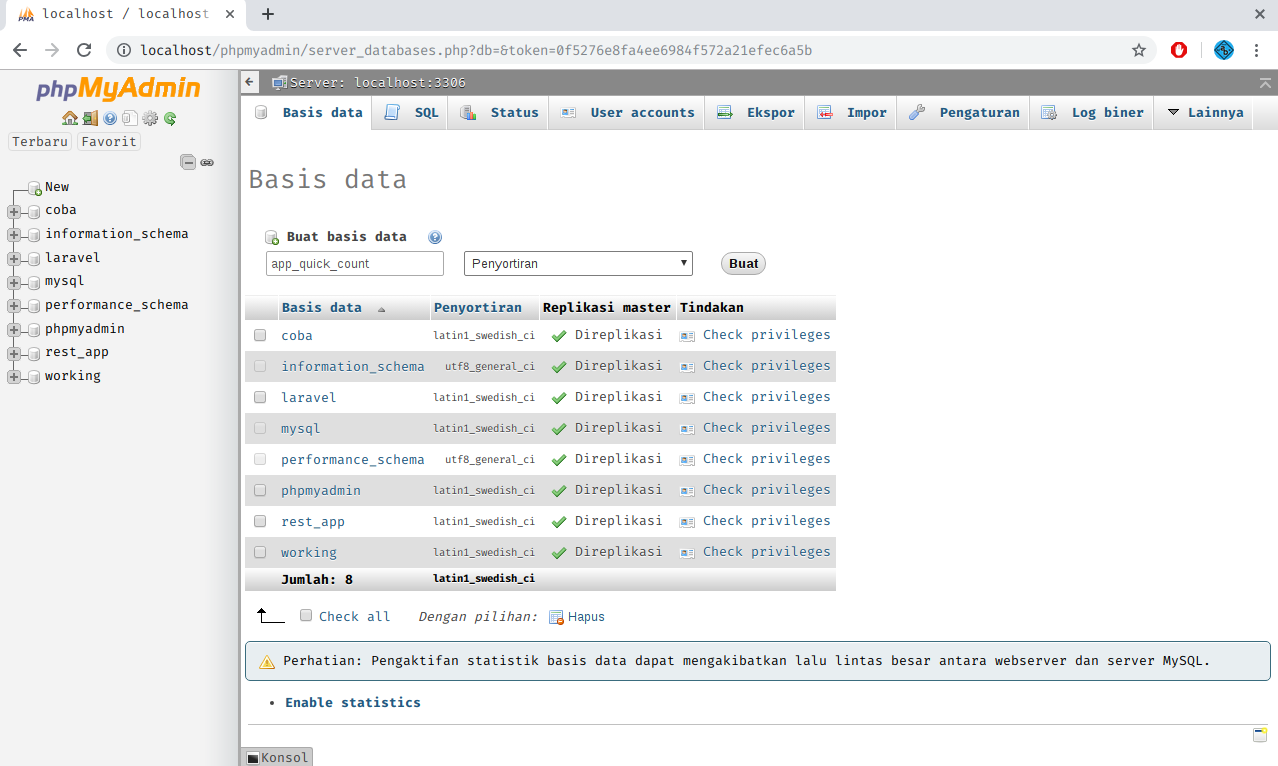 localhost / localhost
localhost/phpmyadmin/server_databases.php?db=&token=0f5276e8fa4ee6984f572a21efec6a5b
phpMyAdmin
Terbaru Favorit
New
coba
information_schema
laravel
mysql
performance_schema
phpmyadmin
rest_app
working
Server: localhost:3306
Basis data SQL Status User accounts Ekspor Impor Pengaturan Log biner Lainnya
Basis data
Buat basis data
app_quick_count Penyortiran Buat
Basis data Penyortiran Replikasi master Tindakan
coba latin1_swedish_ci Direplikasi Check privileges
information_schema utf8_general_ci Direplikasi Check privileges
laravel latin1_swedish_ci Direplikasi Check privileges
mysql latin1_swedish_ci Direplikasi Check privileges
performance_schema utf8_general_ci Direplikasi Check privileges
phpmyadmin latin1_swedish_ci Direplikasi Check privileges
rest_app latin1_swedish_ci Direplikasi Check privileges
working latin1_swedish_ci Direplikasi Check privileges
Jumlah: 8 latin1_swedish_ci
Check all Dengan pilihan: Hapus
Perhatian: Pengaktifan statistik basis data dapat mengakibatkan lalu lintas besar antara webserver dan server MySQL.
• Enable statistics
Konsol